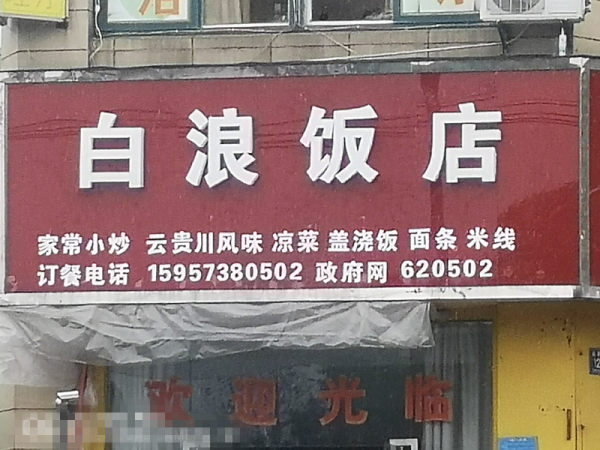 白浪饭店
家常小炒 云贵川风味 凉菜 盖浇饭 面条 米线
订餐电话 15957380502 政府网 620502
欢迎光临